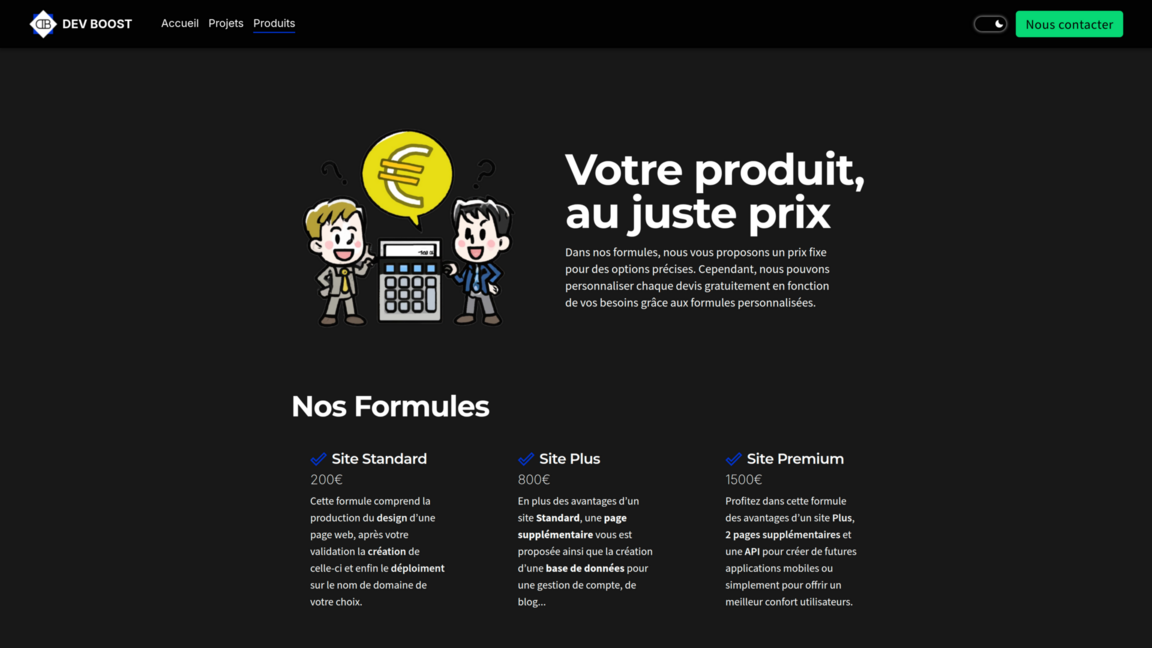 DB DEV BOOST
Accueil Projets Produits
Nous contacter
€
Votre produit,
au juste prix
Dans nos formules, nous vous proposons un prix fixe
pour des options précises. Cependant, nous pouvons
personnaliser chaque devis gratuitement en fonction
de vos besoins grâce aux formules personnalisées.
Nos Formules
Site Standard
200€
Cette formule comprend la
production du design d'une
page web, après votre
validation la création de
celle-ci et enfin le déploiment
sur le nom de domaine de
votre choix.
Site Plus
800€
En plus des avantages d'un
site Standard, une page
supplémentaire vous est
proposée ainsi que la création
d'une base de données pour
une gestion de compte, de
blog...
Site Premium
1500€
Profitez dans cette formule
des avantages d'un site Plus,
2 pages supplémentaires et
une API pour créer de futures
applications mobiles ou
simplement pour offrir un
meilleur confort utilisateurs.